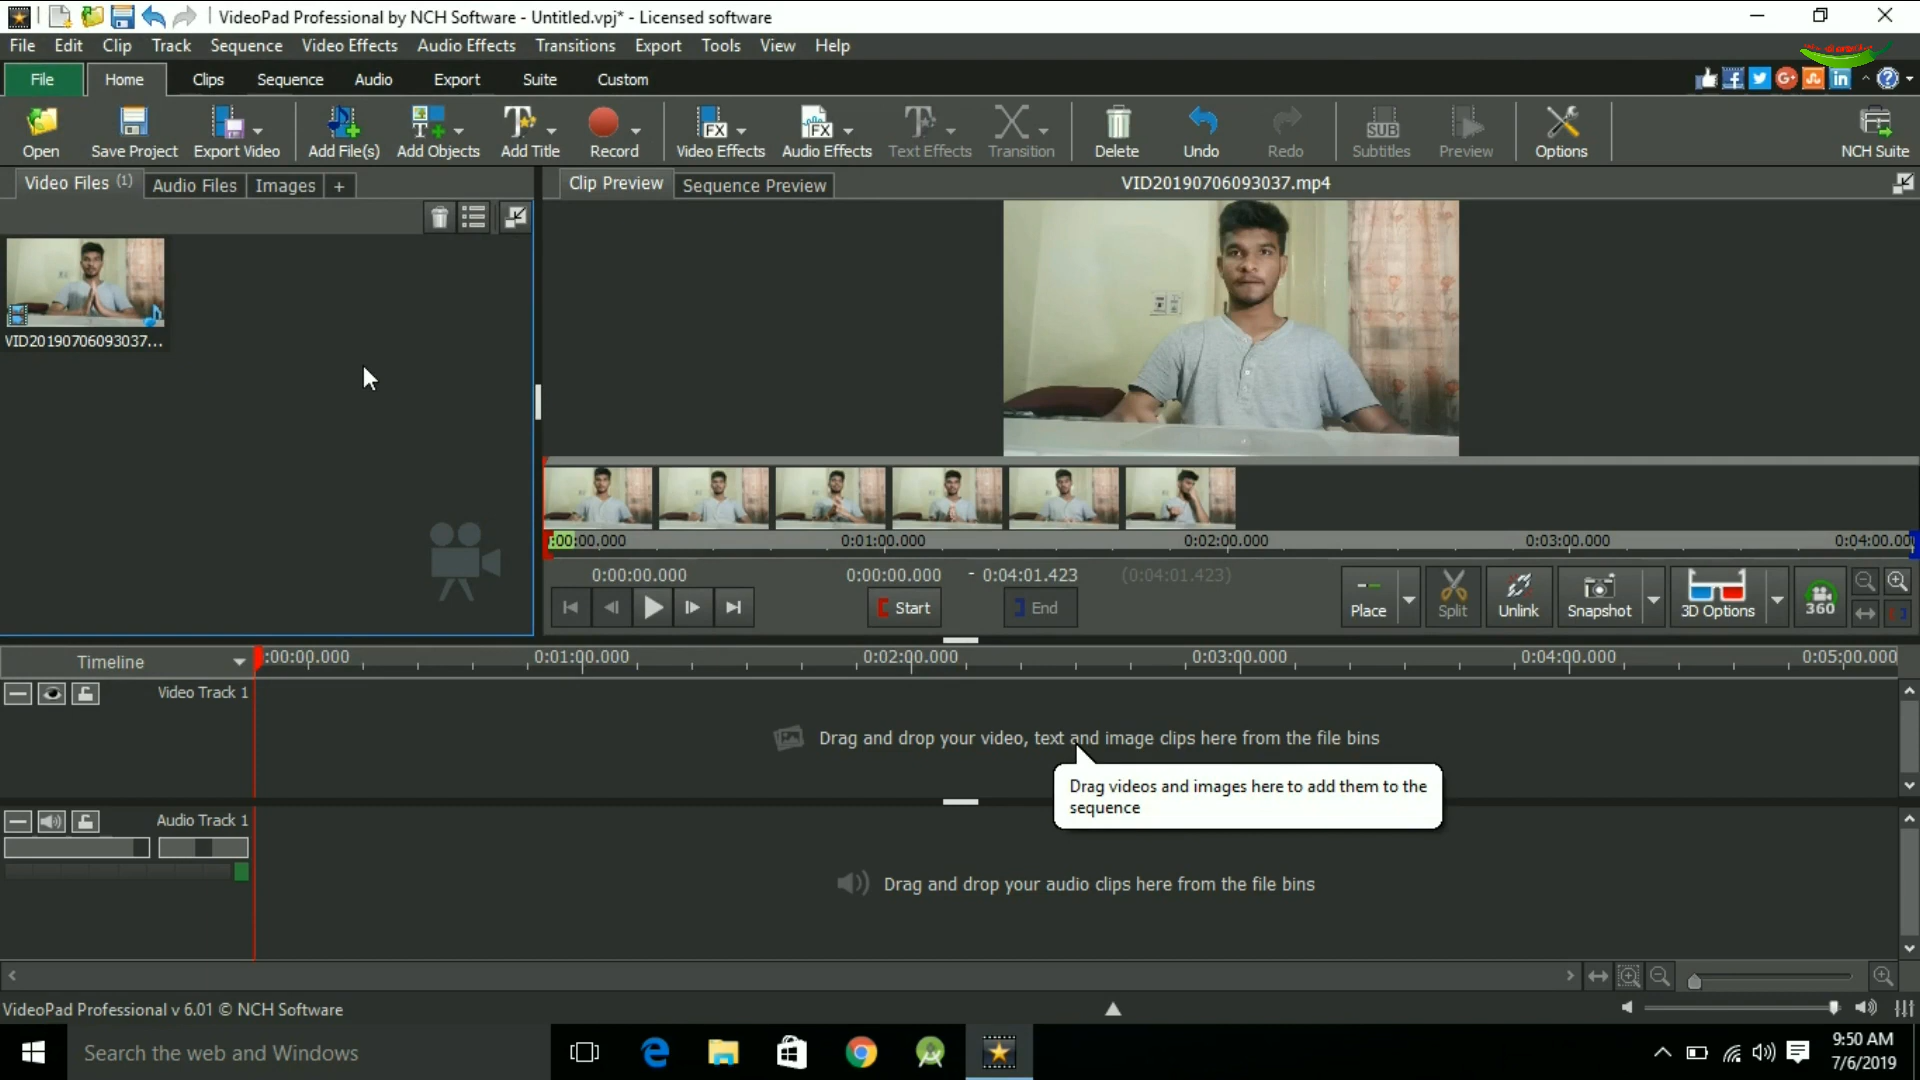 VideoPad Professional by NCH Software - Untitled.vpj* - Licensed software
File Edit Clip Track Sequence Video Effects Audio Effects Transitions Export Tools View Help
File Home Clips Sequence Audio Export Suite Custom
Open Save Project Export Video Add File(s) Add Objects Add Title Record Video Effects Audio Effects Text Effects Transition Delete Undo Redo Subtitles Preview Options NCH Suite
Video Files (1) Audio Files Images +
Clip Preview Sequence Preview VID20190706093037.mp4
VID20190706093037...
:00:00.000 0:01:00.000 0:02:00.000 0:03:00.000 0:04:00.00
0:00:00.000 0:00:00.000 - 0:04:01.423 (0:04:01.423)
Start End
Place Split Unlink Snapshot 3D Options 360
Timeline :00:00.000 0:01:00.000 0:02:00.000 0:03:00.000 0:04:00.000 0:05:00.000
Video Track 1
Drag and drop your video, text and image clips here from the file bins
Drag videos and images here to add them to the
sequence
Audio Track 1
Drag and drop your audio clips here from the file bins
VideoPad Professional v 6.01 © NCH Software
Search the web and Windows
9:50 AM
7/6/2019